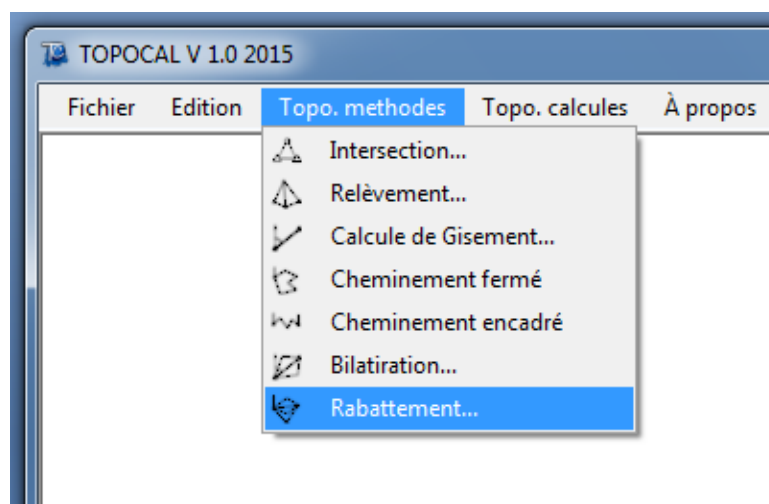 TOPOCAL V 1.0 2015
Fichier Edition Topo. methodes Topo. calcules À propos
Intersection...
Relèvement...
Calcule de Gisement...
Cheminement fermé
Cheminement encadré
Bilatiration...
Rabattement...